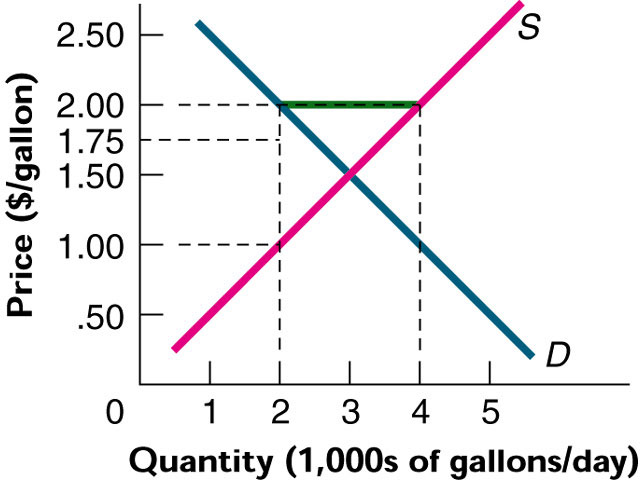 Price ($/gallon)
2.50
2.00
1.75
1.50
1.00
.50
S
D
0 1 2 3 4 5
Quantity (1,000s of gallons/day)